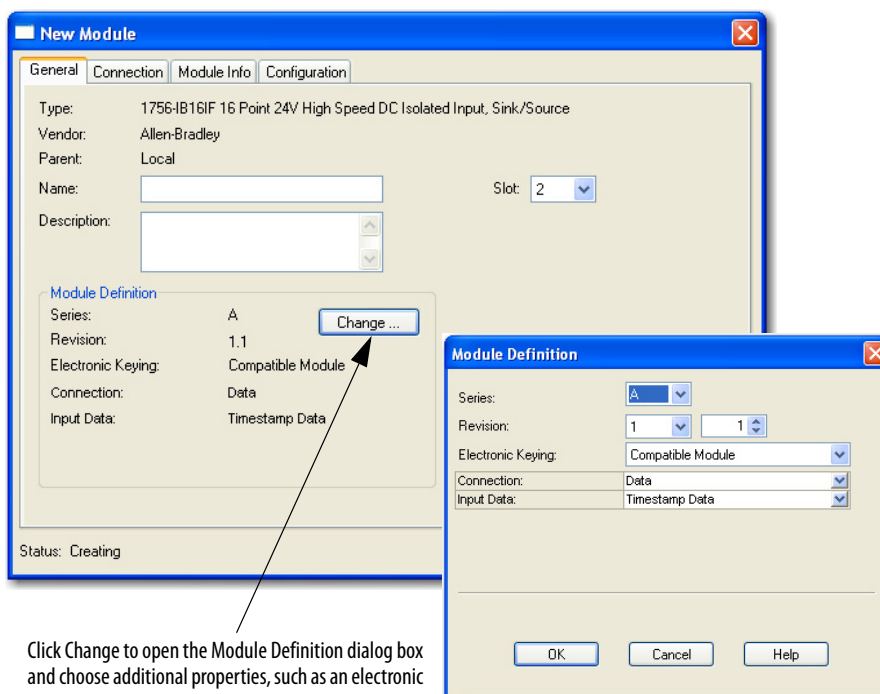 New Module
General Connection Module Info Configuration
Type: 1756-IB16IF 16 Point 24V High Speed DC Isolated Input, Sink/Source
Vendor: Allen-Bradley
Parent: Local
Name: Slot: 2
Description:
Module Definition
Series: A Change ...
Revision: 1.1
Electronic Keying: Compatible Module
Connection: Data
Input Data: Timestamp Data
Status: Creating
Module Definition
Series: A
Revision: 1 1
Electronic Keying: Compatible Module
Connection: Data
Input Data: Timestamp Data
OK Cancel Help
Click Change to open the Module Definition dialog box
and choose additional properties, such as an electronic